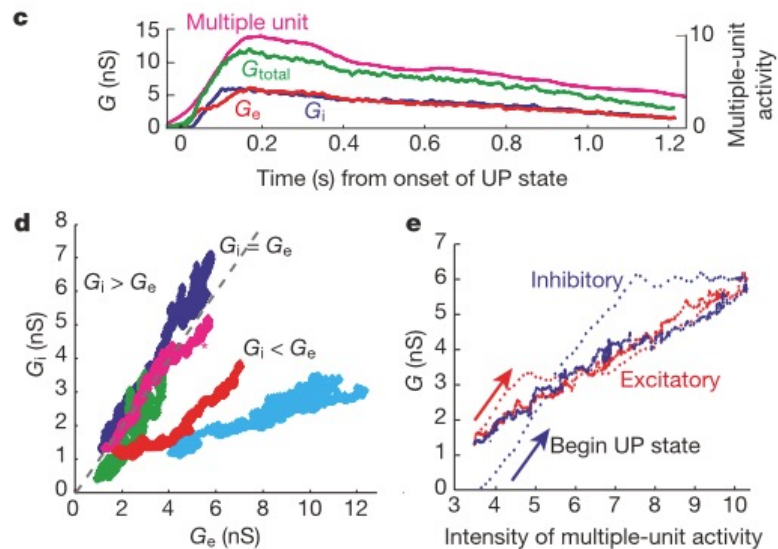 c
Multiple unit
15
10
5
0
G (nS)
G_total
G_e
G_i
10
0
Multiple-unit
activity
0
0.2
0.4
0.6
0.8
1.0
1.2
Time (s) from onset of UP state
d
8
7
6
5
4
3
2
1
0
G_i (nS)
G_i = G_e
G_i > G_e
G_i < G_e
0
2
4
6
8
10
12
G_e (nS)
e
7
6
5
4
3
2
1
0
G (nS)
Inhibitory
Excitatory
Begin UP state
3
4
5
6
7
8
9
10
Intensity of multiple-unit activity